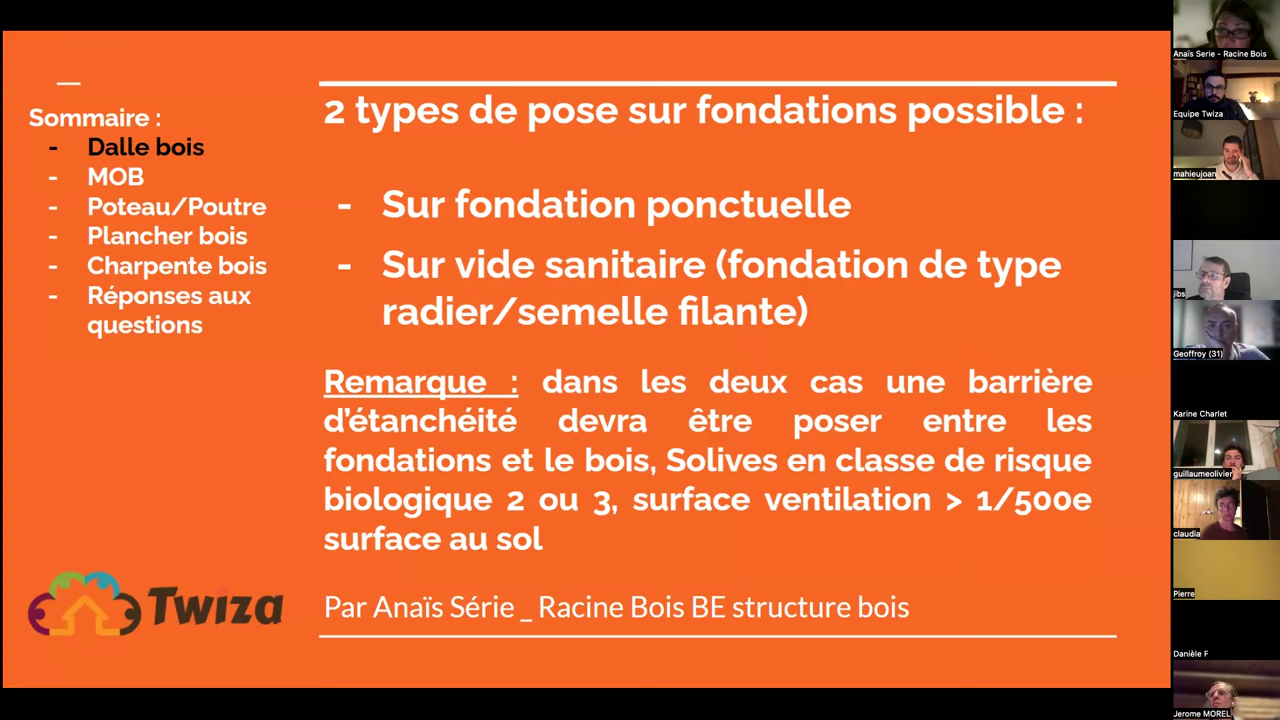 Sommaire :
- Dalle bois
- MOB
- Poteau/Poutre
- Plancher bois
- Charpente bois
- Réponses aux
questions
Twiza
2 types de pose sur fondations possible :
- Sur fondation ponctuelle
- Sur vide sanitaire (fondation de type
radier/semelle filante)
Remarque : dans les deux cas une barrière
d'étanchéité devra être poser entre les
fondations et le bois, Solives en classe de risque
biologique 2 ou 3, surface ventilation > 1/500e
surface au sol
Par Anaïs Série _ Racine Bois BE structure bois
Anaïs Serie - Racine Bois
Equipe Twiza
mahieujoan
jibs
Geoffroy (31)
Karine Charlet
guillaumeolivier
claudia
Pierre
Danièle F
Jerome MOREL